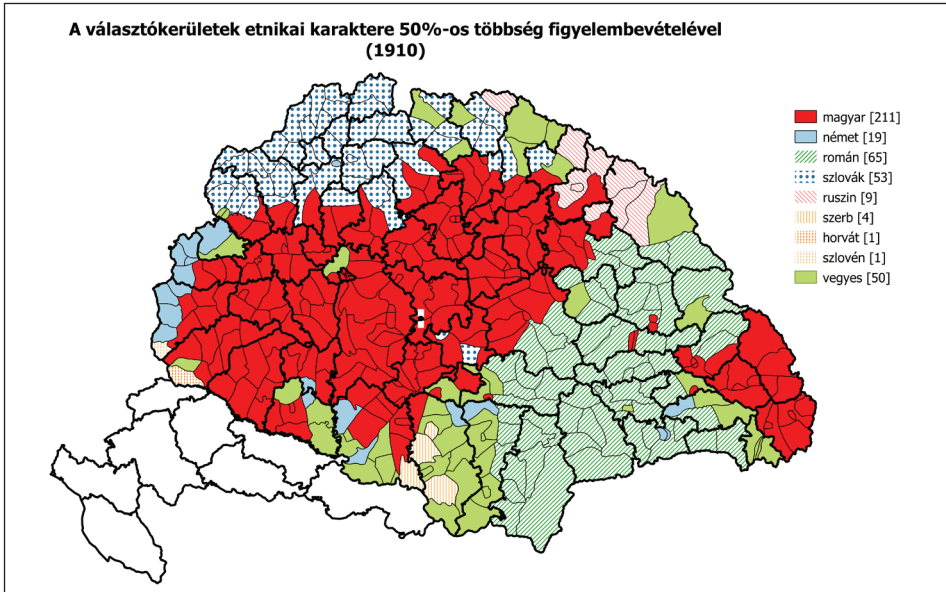 A választókerületek etnikai karaktere 50%-os többség figyelembevételével
(1910)
magyar [211]
német [19]
román [65]
szlovák [53]
ruszin [9]
szerb [4]
horvát [1]
szlovén [1]
vegyes [50]